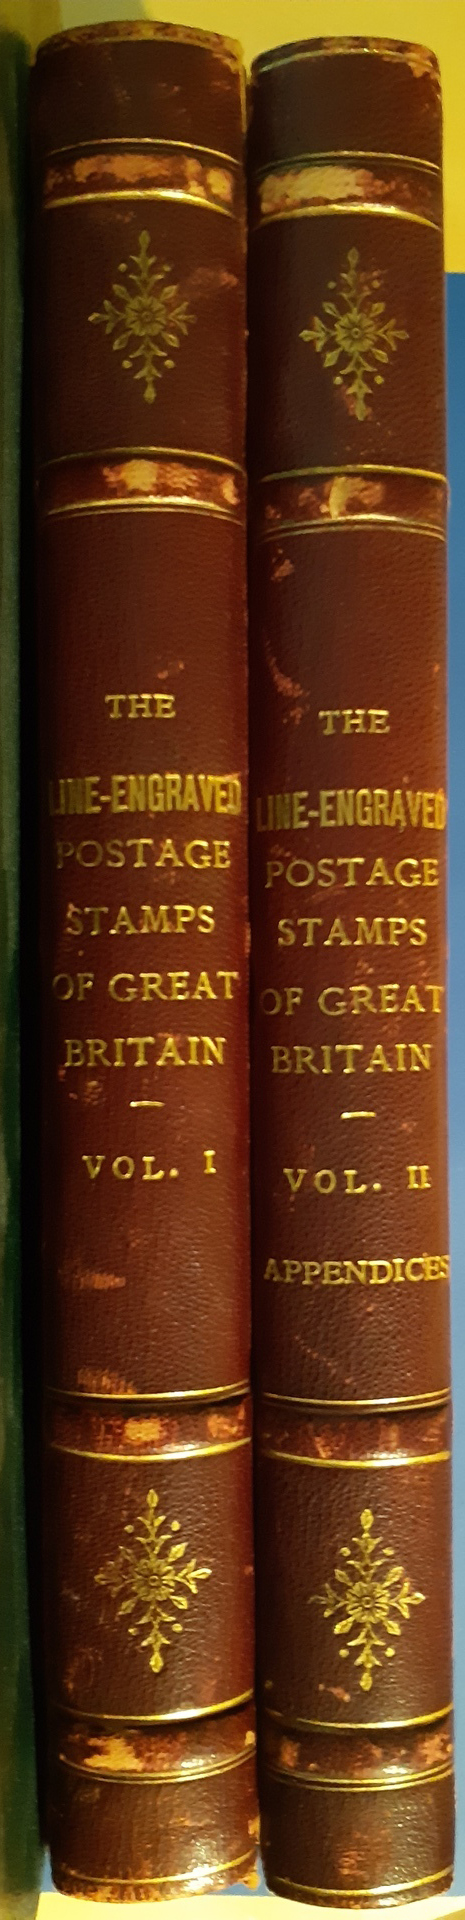 THE
LINE-ENGRAVED
POSTAGE
STAMPS
OF GREAT
BRITAIN
—
VOL. I
THE
LINE-ENGRAVED
POSTAGE
STAMPS
OF GREAT
BRITAIN
—
VOL. II
APPENDICES